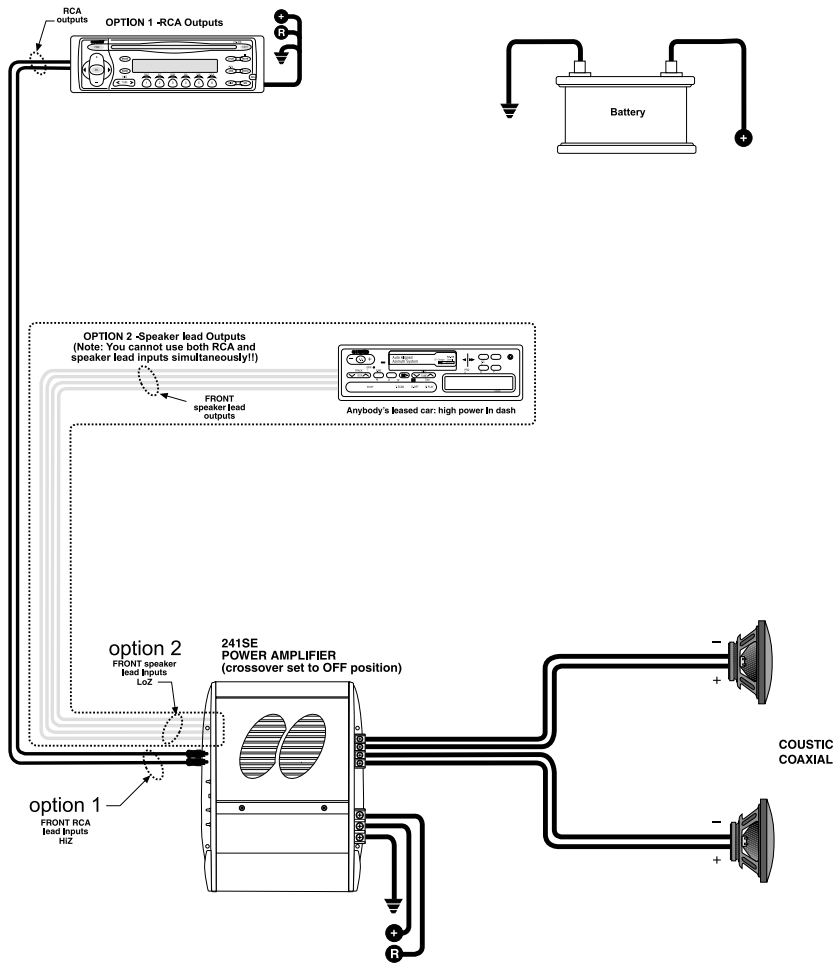 RCA
outputs
OPTION 1 -RCA Outputs
+
R
Battery
+
OPTION 2 -Speaker lead Outputs
(Note: You cannot use both RCA and
speaker lead inputs simultaneously!!)
FRONT
speaker lead
outputs
Anybody's leased car: high power in dash
option 2
FRONT speaker
lead Inputs
LoZ
241SE
POWER AMPLIFIER
(crossover set to OFF position)
option 1
FRONT RCA
lead Inputs
HiZ
−
+
COUSTIC
COAXIAL
−
+
+
R